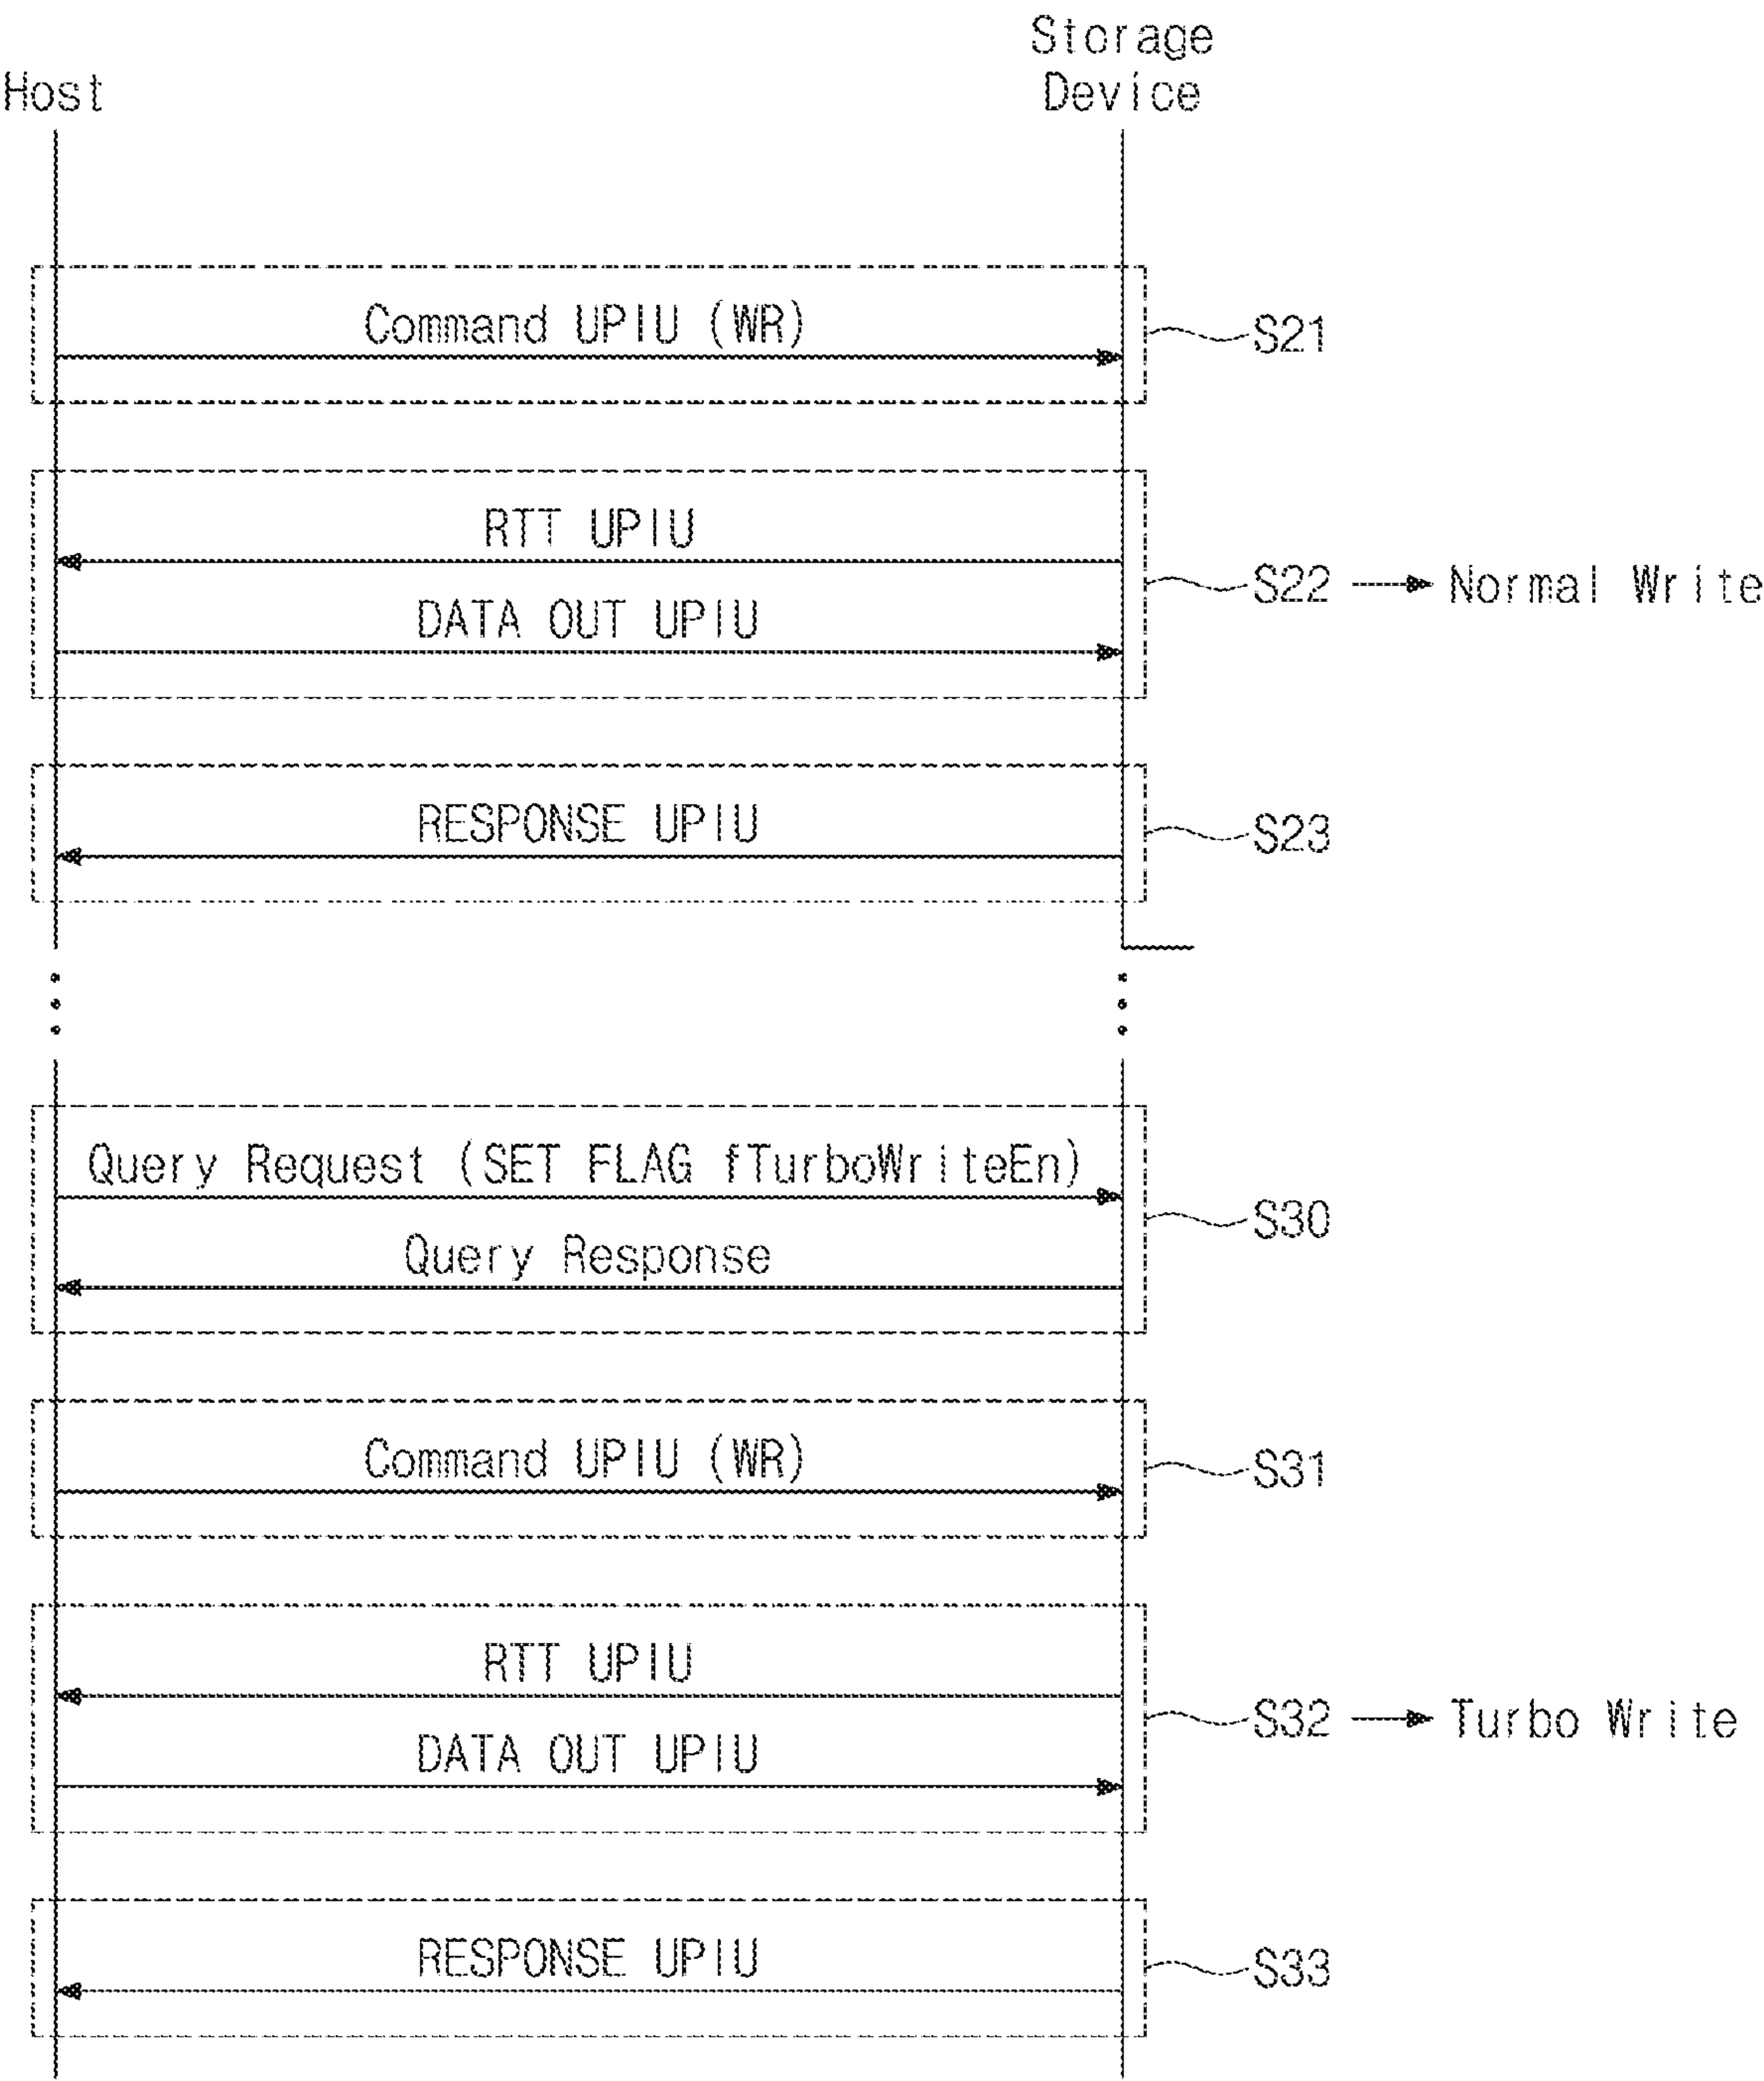 Storage
Device
Host
Command UPIU (WR)
S21
RTT UPIU
S22 Normal Write
DATA OUT UPIU
RESPONSE UPIU
S23
Query Request (SET FLAG fTurboWriteEn)
S30
Query Response
Command UPIU (WR)
S31
RTT UPIU
S32 Turbo Write
DATA OUT UPIU
RESPONSE UPIU
S33